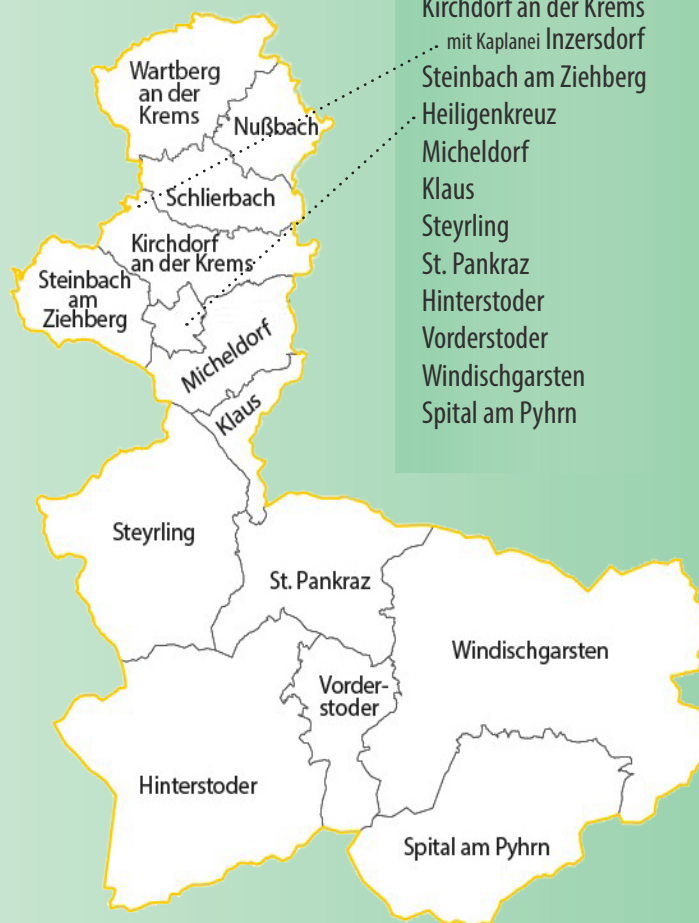 Kirchdorf an der Krems
mit Kaplanei Inzersdorf
Steinbach am Ziehberg
Heiligenkreuz
Micheldorf
Klaus
Steyrling
St. Pankraz
Hinterstoder
Vorderstoder
Windischgarsten
Spital am Pyhrn
Wartberg
an der
Krems
Nußbach
Schlierbach
Kirchdorf
an der Krems
Steinbach
am
Ziehberg
Micheldorf
Klaus
Steyrling
St. Pankraz
Windischgarsten
Vorder-
stoder
Hinterstoder
Spital am Pyhrn